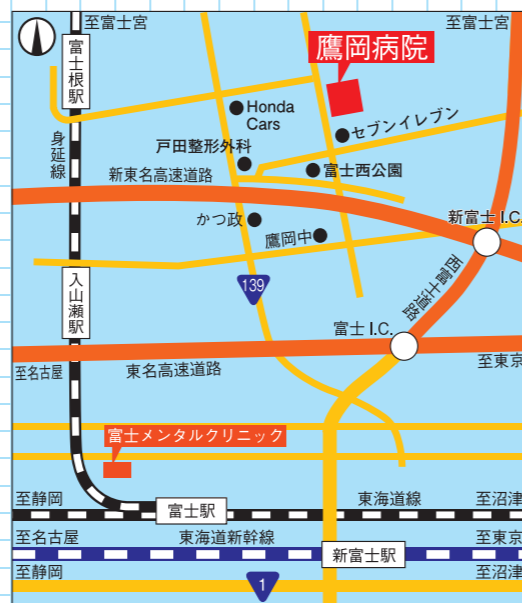 至富士宮
至富士宮
富士根駅
鷹岡病院
Honda
Cars
セブンイレブン
身延線
戸田整形外科
富士西公園
新東名高速道路
かつ政
鷹岡中
新富士 I.C.
西富士道路
入山瀬駅
139
富士 I.C.
至名古屋
東名高速道路
至東京
富士メンタルクリニック
至静岡
富士駅
東海道線
至沼津
至名古屋
東海道新幹線
新富士駅
至東京
至静岡
1
至沼津